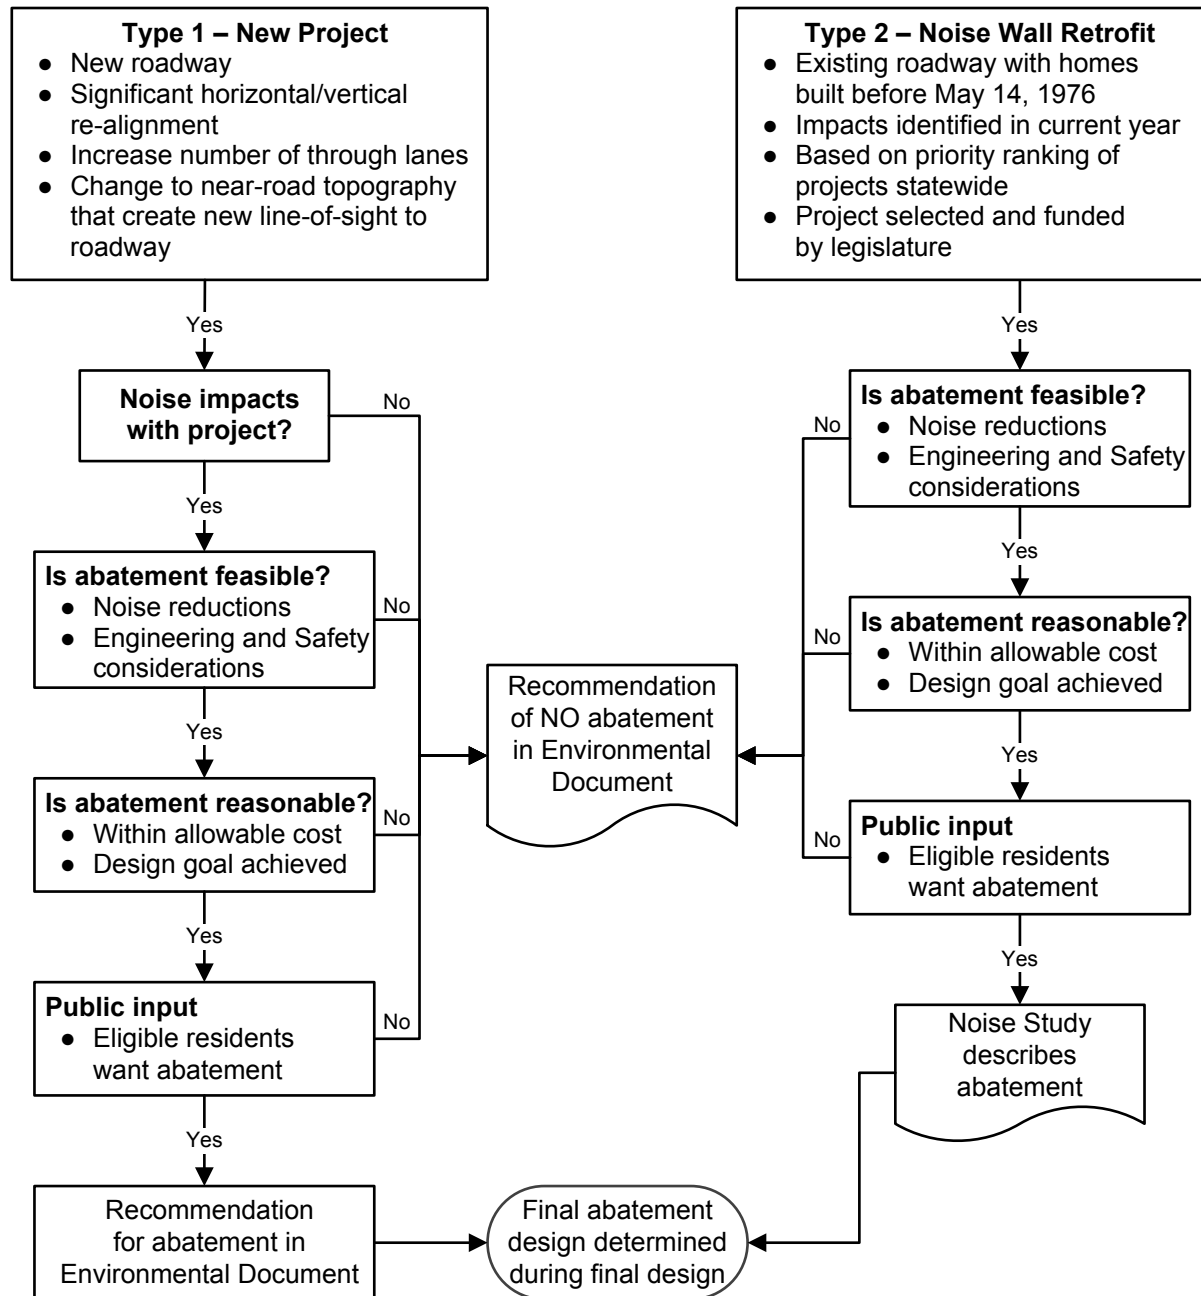 Type 1 – New Project
● New roadway
● Significant horizontal/vertical
re-alignment
● Increase number of through lanes
● Change to near-road topography
that create new line-of-sight to
roadway
Yes
Noise impacts
with project?
No
Yes
Is abatement feasible?
● Noise reductions
● Engineering and Safety
considerations
No
Yes
Is abatement reasonable?
● Within allowable cost
● Design goal achieved
No
Yes
Public input
● Eligible residents
want abatement
No
Yes
Recommendation
for abatement in
Environmental Document
Recommendation
of NO abatement
in Environmental
Document
Final abatement
design determined
during final design
Type 2 – Noise Wall Retrofit
● Existing roadway with homes
built before May 14, 1976
● Impacts identified in current year
● Based on priority ranking of
projects statewide
● Project selected and funded
by legislature
Yes
Is abatement feasible?
● Noise reductions
● Engineering and Safety
considerations
No
Yes
Is abatement reasonable?
● Within allowable cost
● Design goal achieved
No
Yes
Public input
● Eligible residents
want abatement
No
Yes
Noise Study
describes
abatement